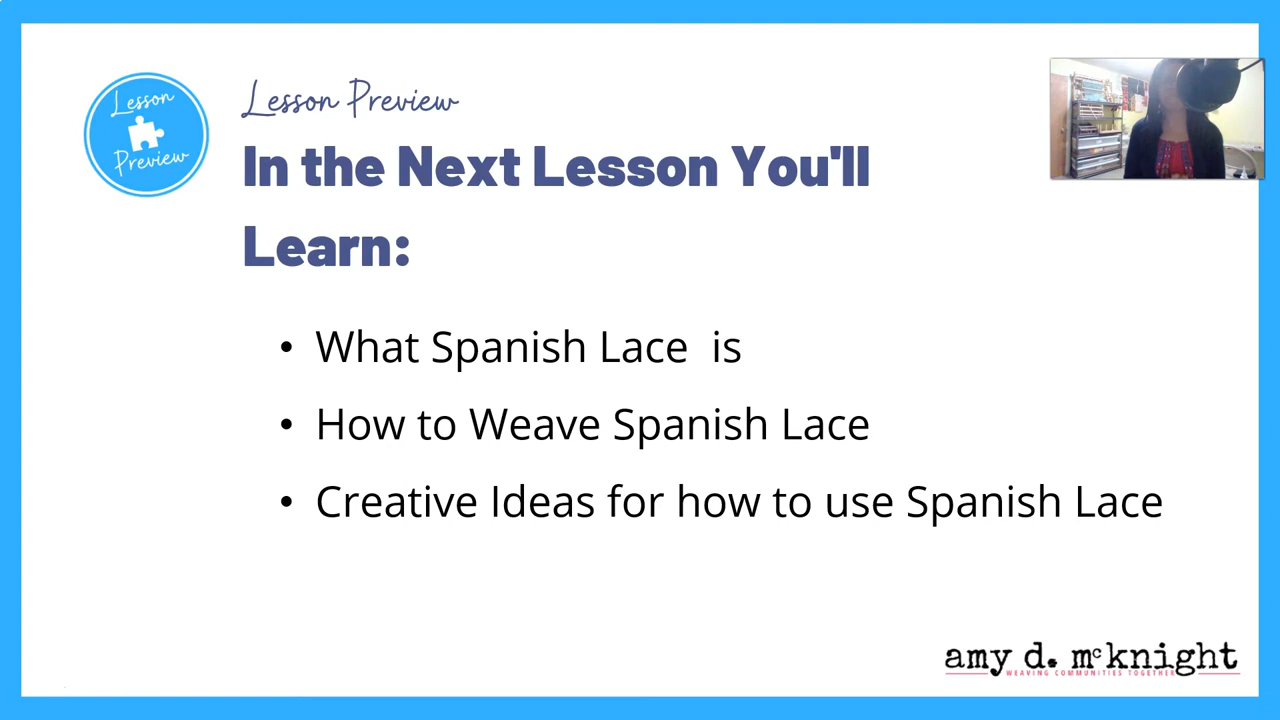 Lesson
Preview
Lesson Preview
In the Next Lesson You'll
Learn:
• What Spanish Lace  is
• How to Weave Spanish Lace
• Creative Ideas for how to use Spanish Lace
amy d. mcknight
WEAVING COMMUNITIES TOGETHER